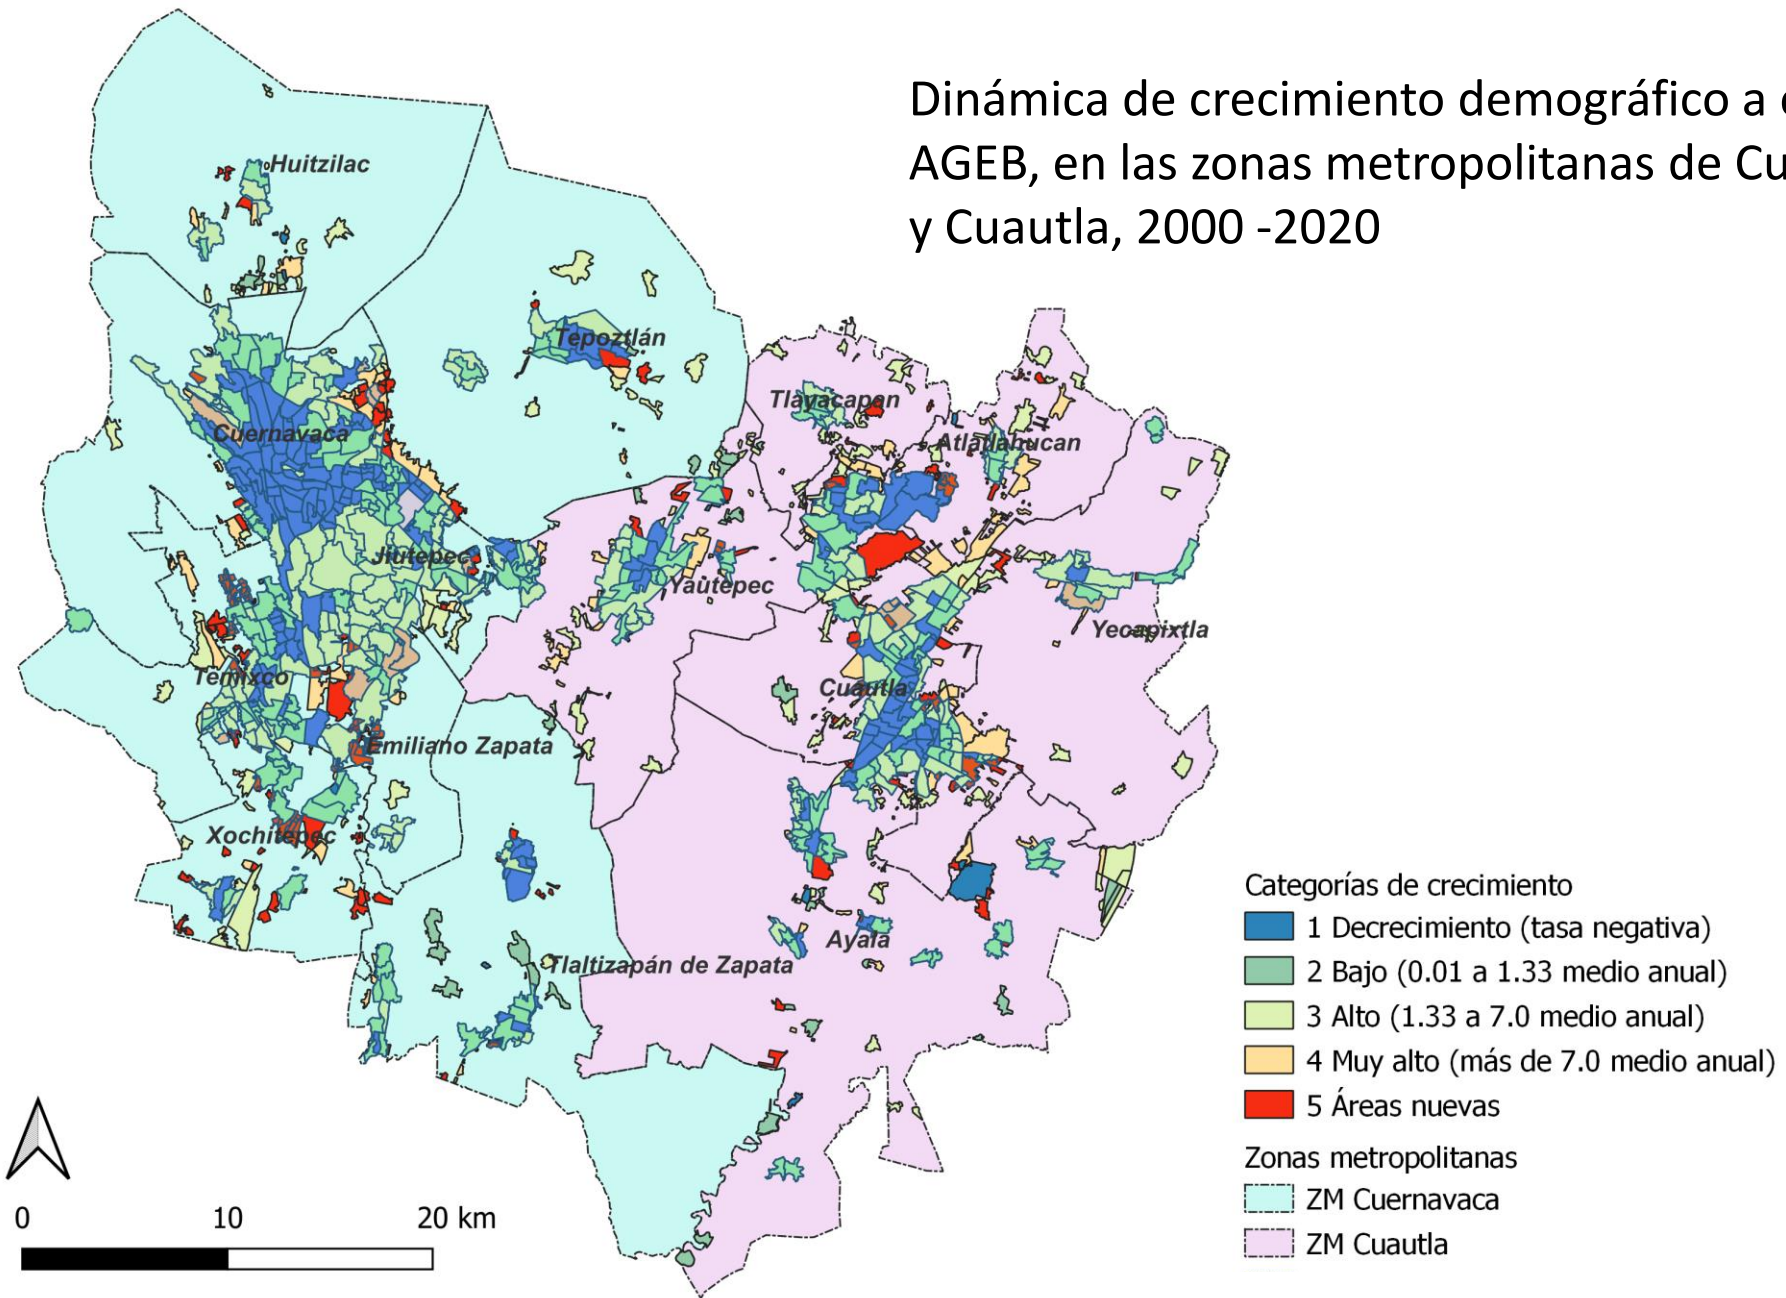 Dinámica de crecimiento demográfico a
AGEB, en las zonas metropolitanas de Cu
y Cuautla, 2000 -2020
Huitzilac
Tepoztlán
Tlayacapan
Cuernavaca
Atlatlahucan
Jiutepec
Yautepec
Yecapixtla
Temixco
Cuautla
Emiliano Zapata
Xochitepec
Ayala
Tlaltizapán de Zapata
Categorías de crecimiento
1 Decrecimiento (tasa negativa)
2 Bajo (0.01 a 1.33 medio anual)
3 Alto (1.33 a 7.0 medio anual)
4 Muy alto (más de 7.0 medio anual)
5 Áreas nuevas
Zonas metropolitanas
ZM Cuernavaca
ZM Cuautla
0 10 20 km